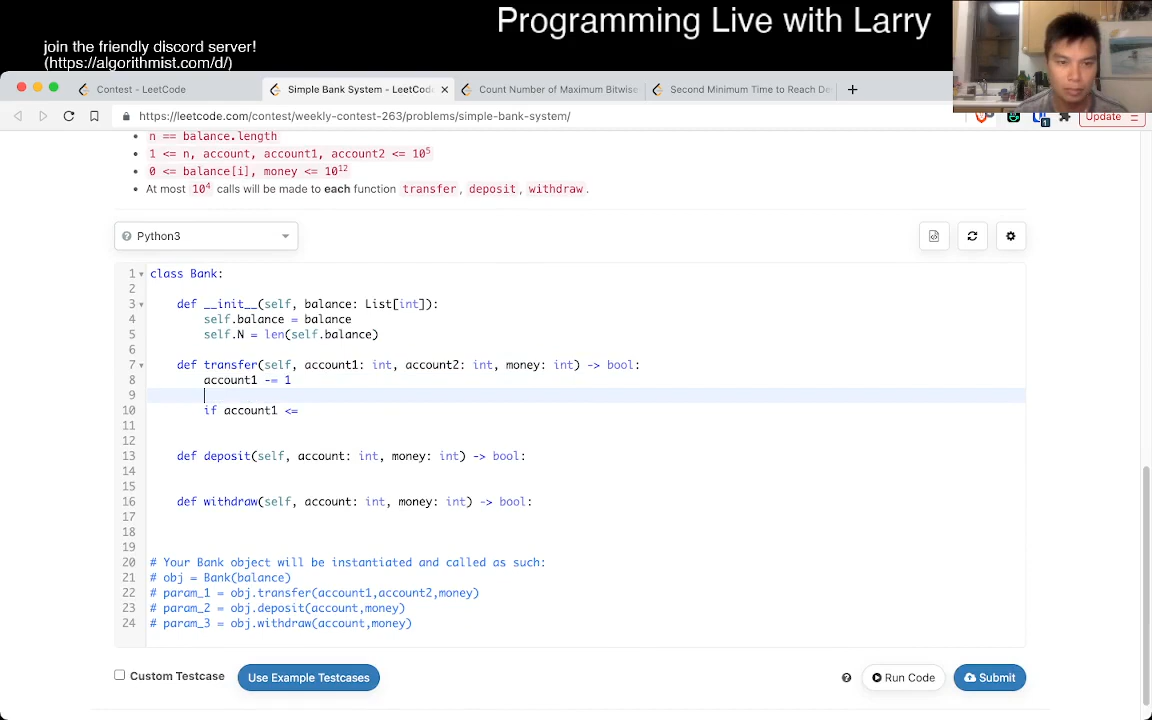 Programming Live with Larry
join the friendly discord server!
(https://algorithmist.com/d/)
Contest - LeetCode
Simple Bank System - LeetCod
Count Number of Maximum Bitwise
Second Minimum Time to Reach De
https://leetcode.com/contest/weekly-contest-263/problems/simple-bank-system/
Update
n == balance.length
1 <= n, account, account1, account2 <= 10⁵
0 <= balance[i], money <= 10¹²
At most 10⁴ calls will be made to each function transfer, deposit, withdraw.
Python3
1 class Bank:
2
3 def __init__(self, balance: List[int]):
4 self.balance = balance
5 self.N = len(self.balance)
6
7 def transfer(self, account1: int, account2: int, money: int) -> bool:
8 account1 -= 1
9
10 if account1 <=
11
12
13 def deposit(self, account: int, money: int) -> bool:
14
15
16 def withdraw(self, account: int, money: int) -> bool:
17
18
19
20 # Your Bank object will be instantiated and called as such:
21 # obj = Bank(balance)
22 # param_1 = obj.transfer(account1,account2,money)
23 # param_2 = obj.deposit(account,money)
24 # param_3 = obj.withdraw(account,money)
Custom Testcase
Use Example Testcases
Run Code
Submit